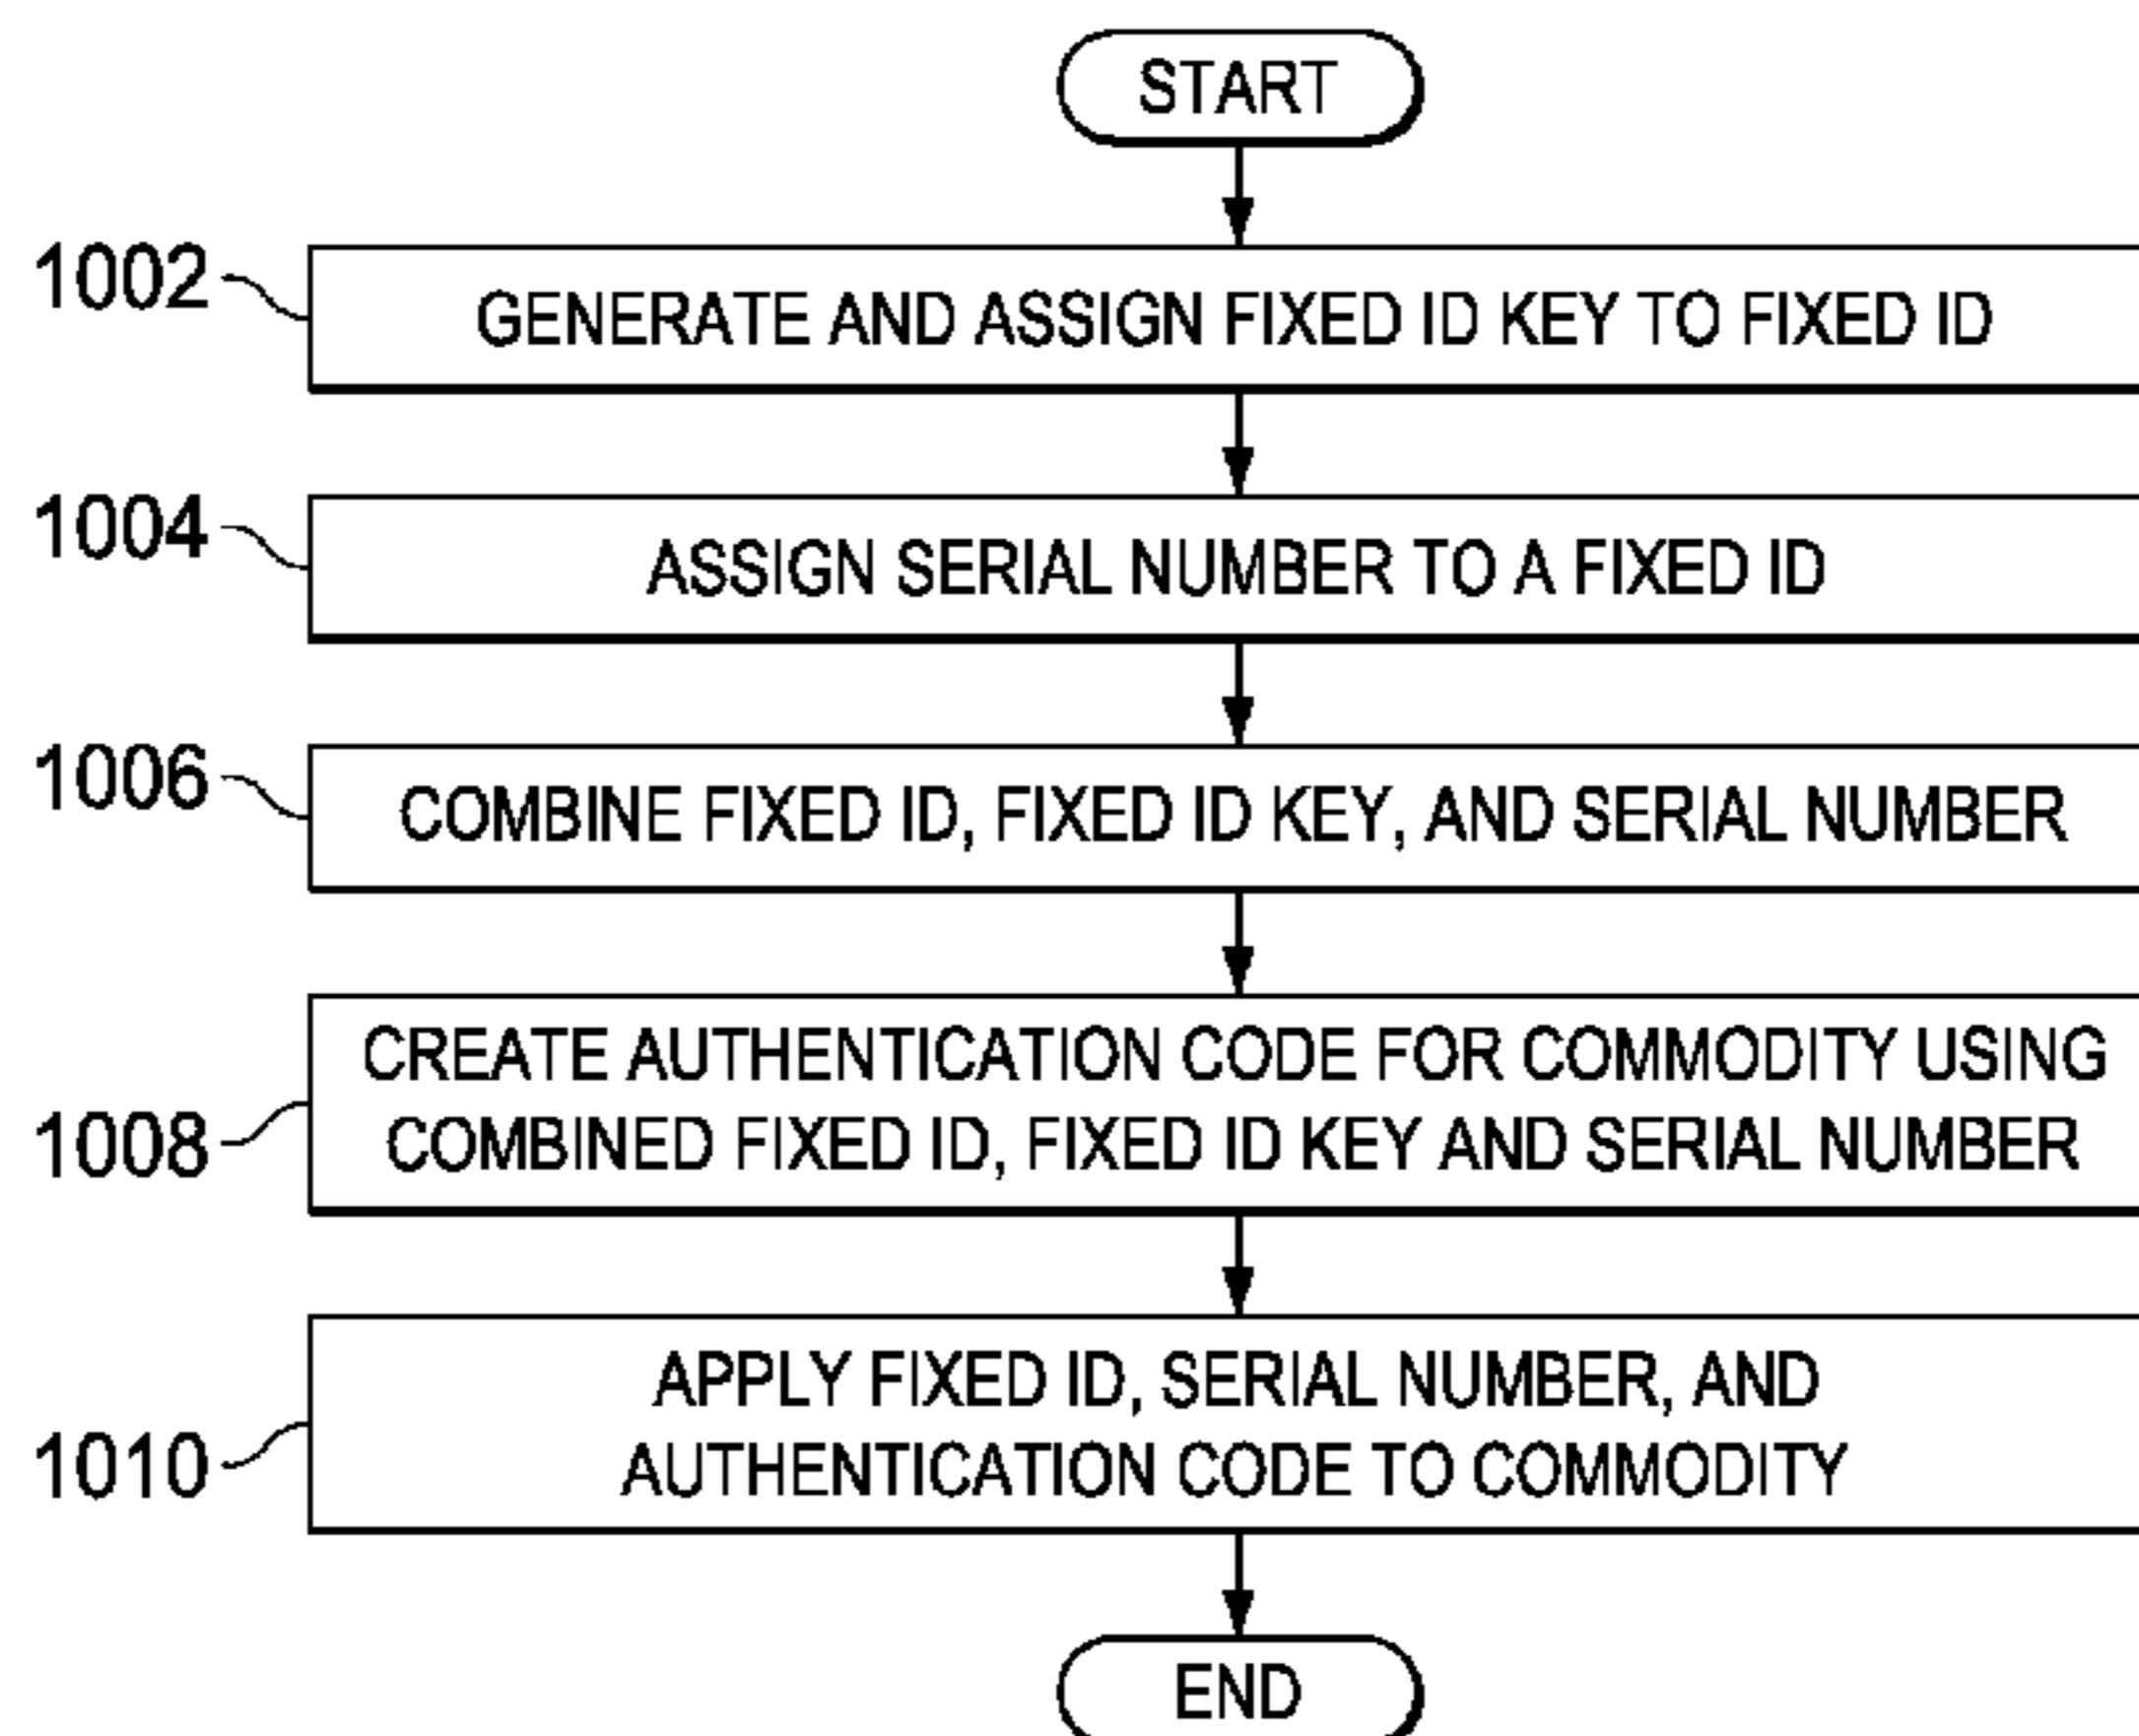 START
1002
GENERATE AND ASSIGN FIXED ID KEY TO FIXED ID
1004
ASSIGN SERIAL NUMBER TO A FIXED ID
1006
COMBINE FIXED ID, FIXED ID KEY, AND SERIAL NUMBER
1008
CREATE AUTHENTICATION CODE FOR COMMODITY USING
COMBINED FIXED ID, FIXED ID KEY AND SERIAL NUMBER
1010
APPLY FIXED ID, SERIAL NUMBER, AND
AUTHENTICATION CODE TO COMMODITY
END